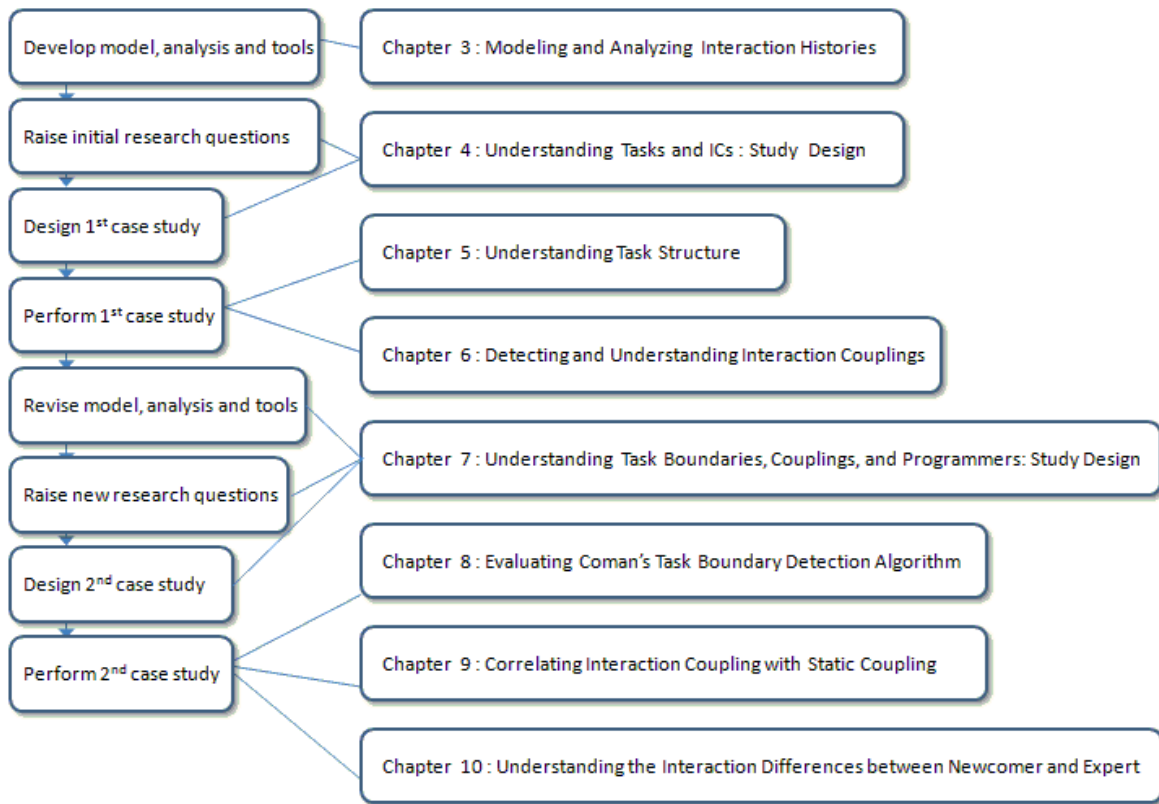 Develop model, analysis and tools
Chapter 3 : Modeling and Analyzing Interaction Histories
Raise initial research questions
Chapter 4 : Understanding Tasks and ICs : Study Design
Design 1st case study
Chapter 5 : Understanding Task Structure
Perform 1st case study
Chapter 6 : Detecting and Understanding Interaction Couplings
Revise model, analysis and tools
Chapter 7 : Understanding Task Boundaries, Couplings, and Programmers: Study Design
Raise new research questions
Chapter 8 : Evaluating Coman’s Task Boundary Detection Algorithm
Design 2nd case study
Perform 2nd case study
Chapter 9 : Correlating Interaction Coupling with Static Coupling
Chapter 10 : Understanding the Interaction Differences between Newcomer and Expert